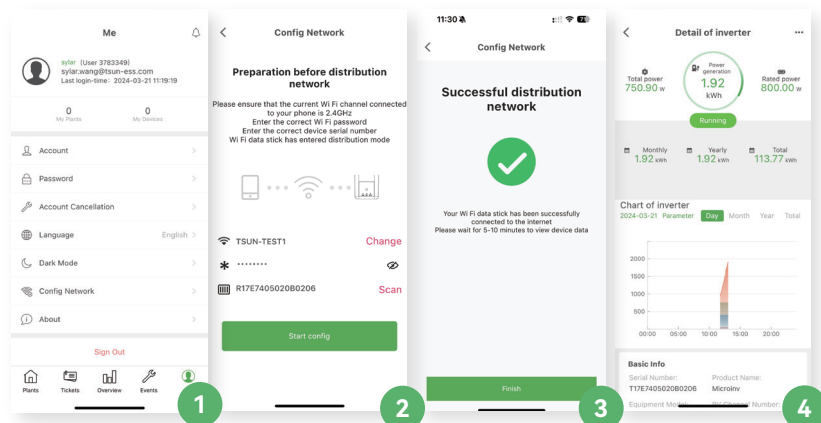 Me
sylar (User 3783349)
sylar.wang@tsun-ess.com
Last login-time: 2024-03-21 11:19:19
0
My Plants
0
My Devices
Account
Password
Account Cancellation
Language
English
Dark Mode
Config Network
About
Sign Out
Plants
Tickets
Overview
Events
1
Config Network
Preparation before distribution
network
Please ensure that the current Wi Fi channel connected
to your phone is 2.4GHz
Enter the correct Wi Fi password
Enter the correct device serial number
Wi Fi data stick has entered distribution mode
TSUN-TEST1
Change
Scan
R17E7405020B0206
Start config
2
11:30
Config Network
Successful distribution
network
Your Wi Fi data stick has been successfully
connected to the internet
Please wait for 5-10 minutes to view device data
Finish
3
Detail of inverter
Total power
750.90 w
Power
generation
1.92
kWh
Rated power
800.00 w
Running
Monthly
1.92 kWh
Yearly
1.92 kWh
Total
113.77 kWh
Chart of inverter
2024-03-21 Parameter Day Month Year Total
2000
1500
1000
500
00:00 05:00 10:00 15:00 20:00
Basic Info
Serial Number:
T17E7405020B0206
Product Name:
MicroInv
Equipment Model:
PV Channel Number:
4